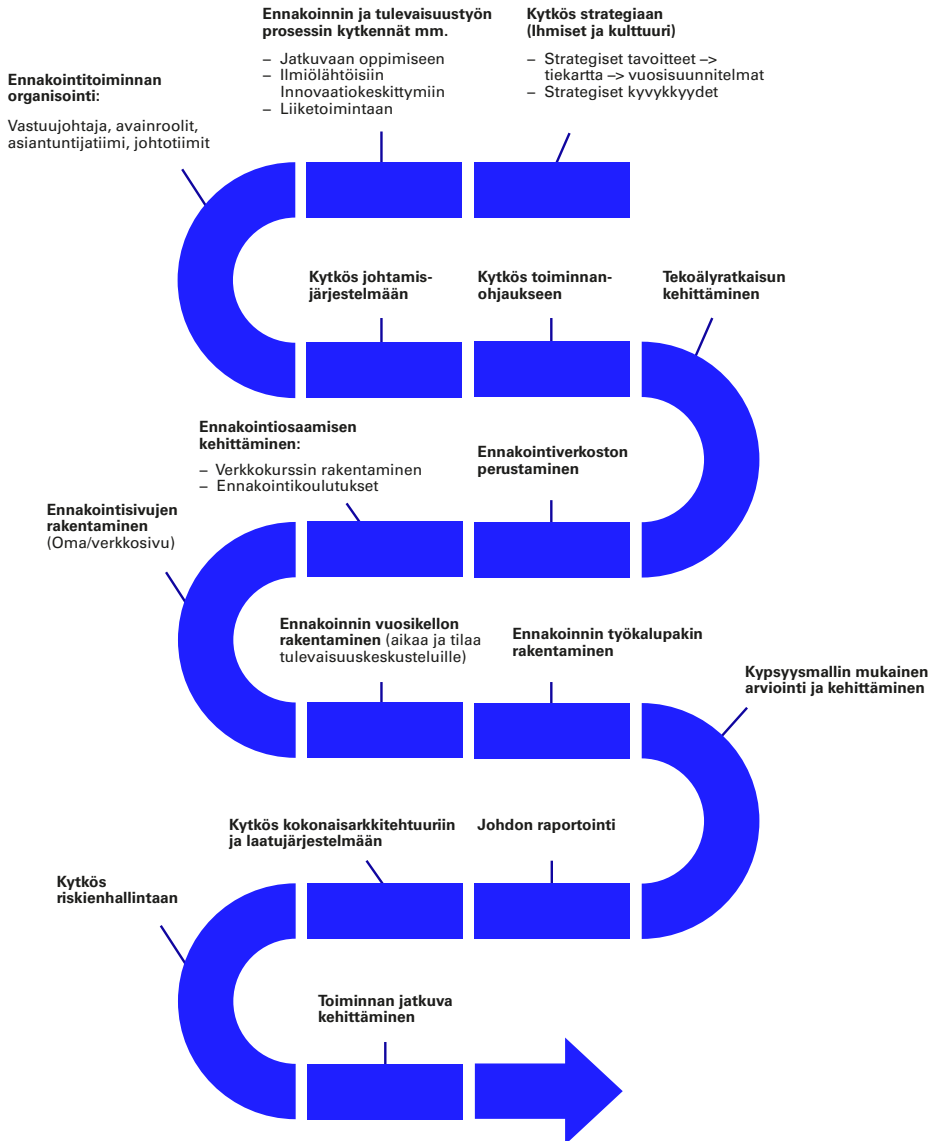 Ennakoinnin ja tulevaisuustyön
prosessin kytkennät mm.
– Jatkuvaan oppimiseen
– Ilmiölähtöisiin
Innovaatiokeskittymiin
– Liiketoimintaan
Kytkös strategiaan
(Ihmiset ja kulttuuri)
– Strategiset tavoitteet –>
tiekartta –> vuosisuunnitelmat
– Strategiset kyvykkyydet
Ennakointitoiminnan
organisointi:
Vastuujohtaja, avainroolit,
asiantuntijatiimi, johtotiimit
Kytkös johtamis-
järjestelmään
Kytkös toiminnan-
ohjaukseen
Tekoälyratkaisun
kehittäminen
Ennakointiosaamisen
kehittäminen:
– Verkkokurssin rakentaminen
– Ennakointikoulutukset
Ennakointiverkoston
perustaminen
Ennakointisivujen
rakentaminen
(Oma/verkkosivu)
Ennakoinnin vuosikellon
rakentaminen (aikaa ja tilaa
tulevaisuuskeskusteluille)
Ennakoinnin työkalupakin
rakentaminen
Kypsyysmallin mukainen
arviointi ja kehittäminen
Kytkös kokonaisarkkitehtuuriin
ja laatujärjestelmään
Johdon raportointi
Kytkös
riskienhallintaan
Toiminnan jatkuva
kehittäminen